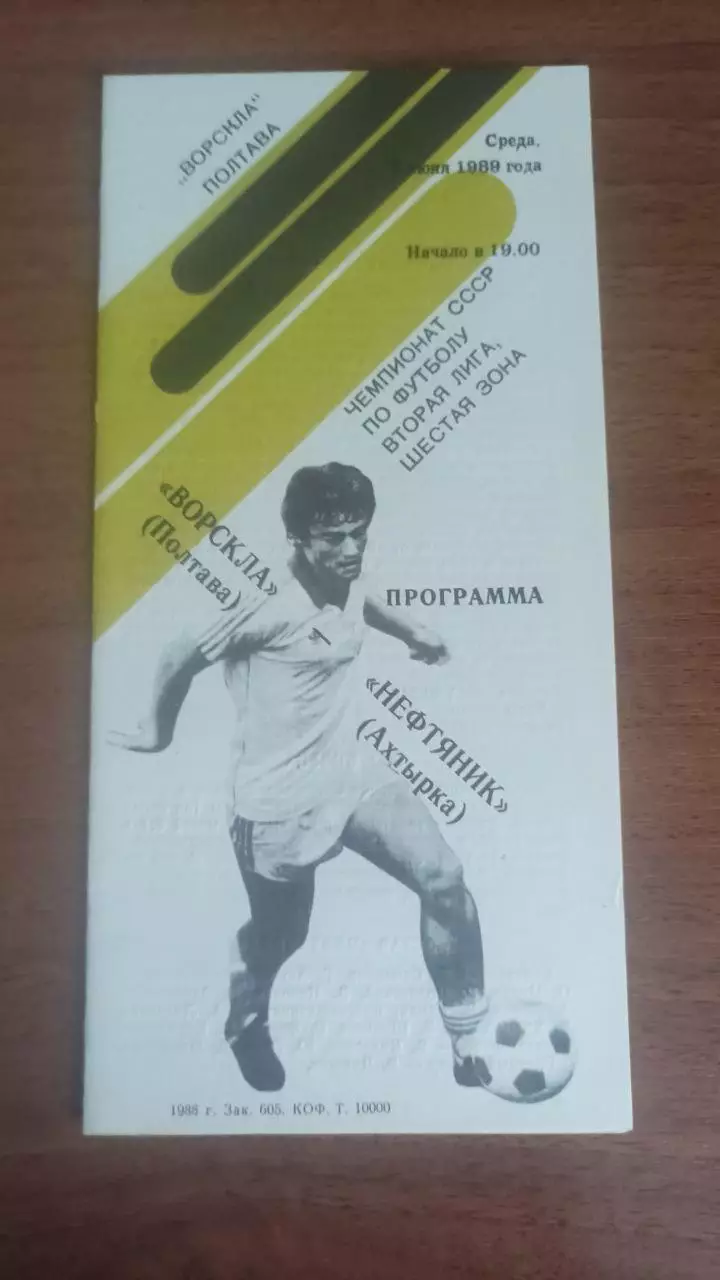 „ВОРСКЛА“
ПОЛТАВА
Среда,
1989 года
Начало в 19.00
ЧЕМПИОНАТ СССР
ПО ФУТБОЛУ
ВТОРАЯ ЛИГА,
ШЕСТАЯ ЗОНА
«ВОРСКЛА»
(Полтава)
ПРОГРАММА
«НЕФТЯНИК»
(Ахтырка)
1988 г. Зак. 605. КОФ. Т. 10000